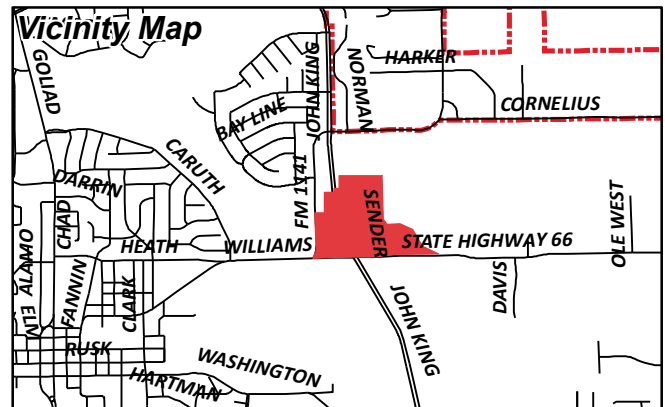 Vicinity Map
GOLIAD
JOHN KING
NORMAN
HARKER
CORNELIUS
BAY LINE
CARUTH
DARRIN
FM 1141
SENDER
OLE WEST
ALAMO
CHAD
HEATH
WILLIAMS
STATE HIGHWAY 66
ELM
FANNIN
CLARK
DAVIS
JOHN KING
RUSK
WASHINGTON
HARTMAN